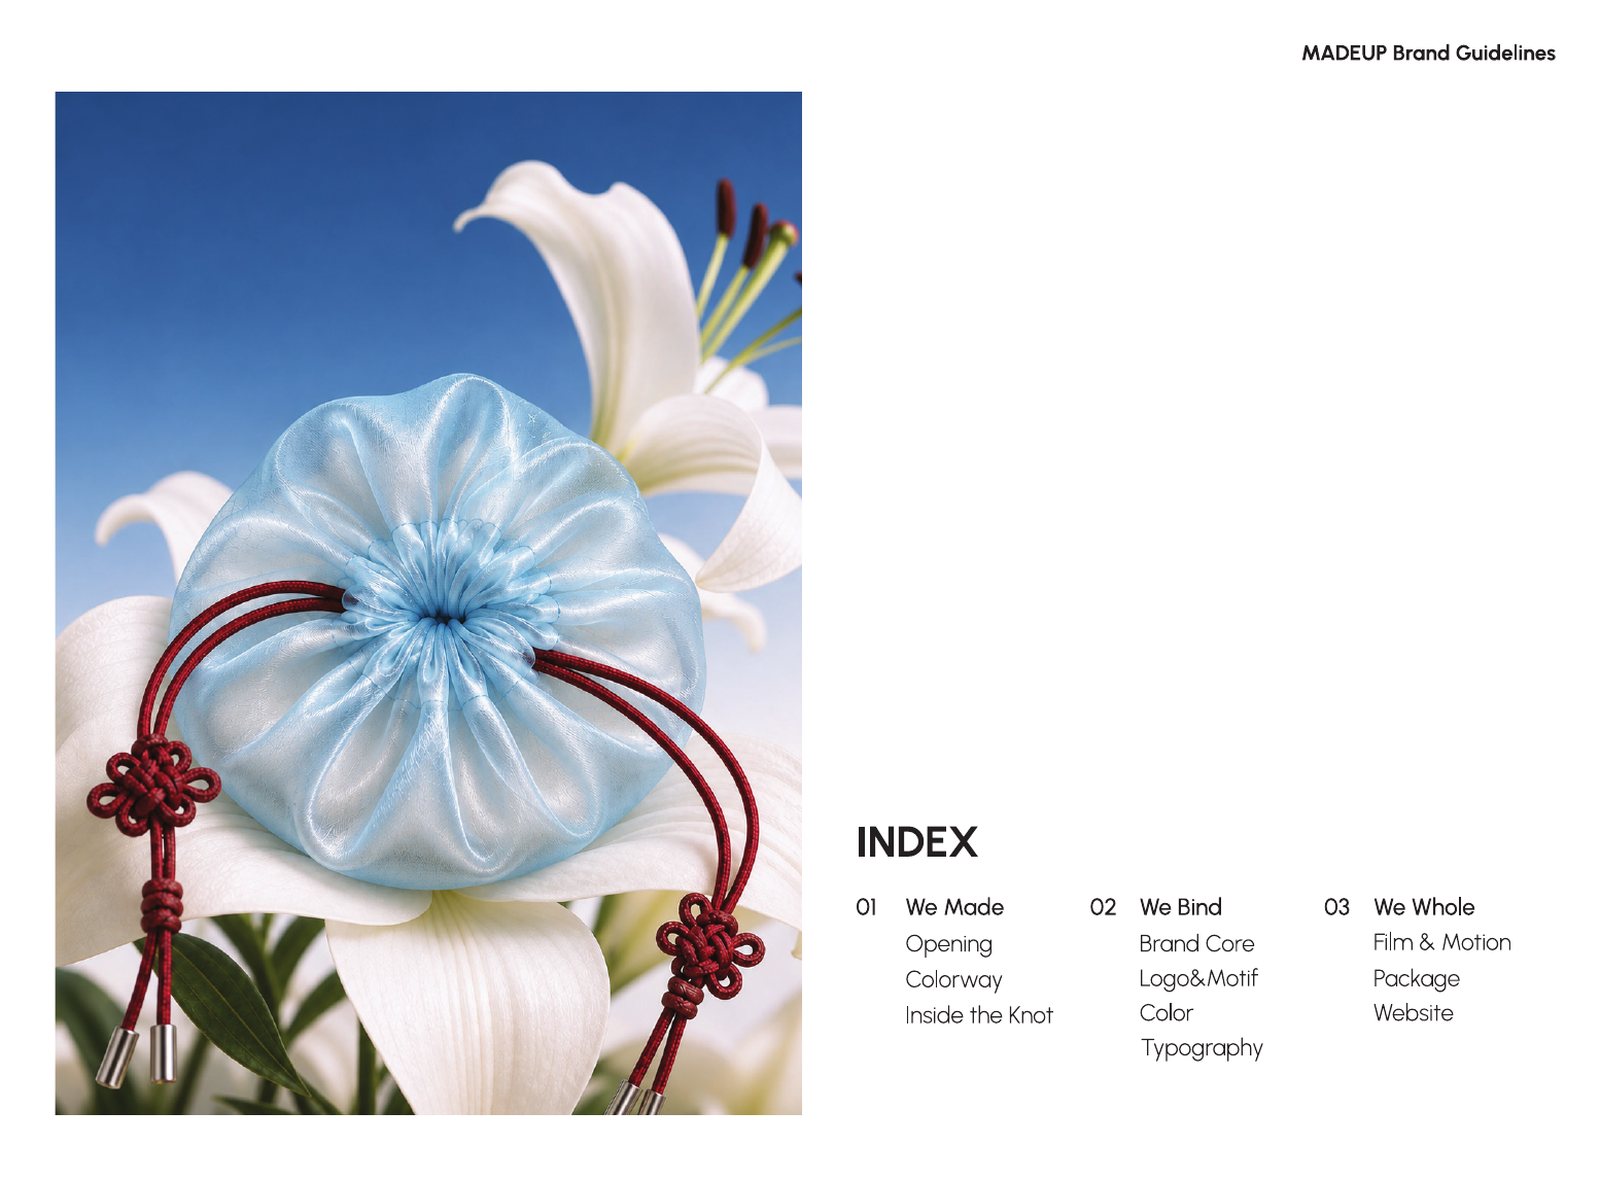 MADEUP Brand Guidelines
INDEX
01 We Made
Opening
Colorway
Inside the Knot
02 We Bind
Brand Core
Logo&Motif
Color
Typography
03 We Whole
Film & Motion
Package
Website